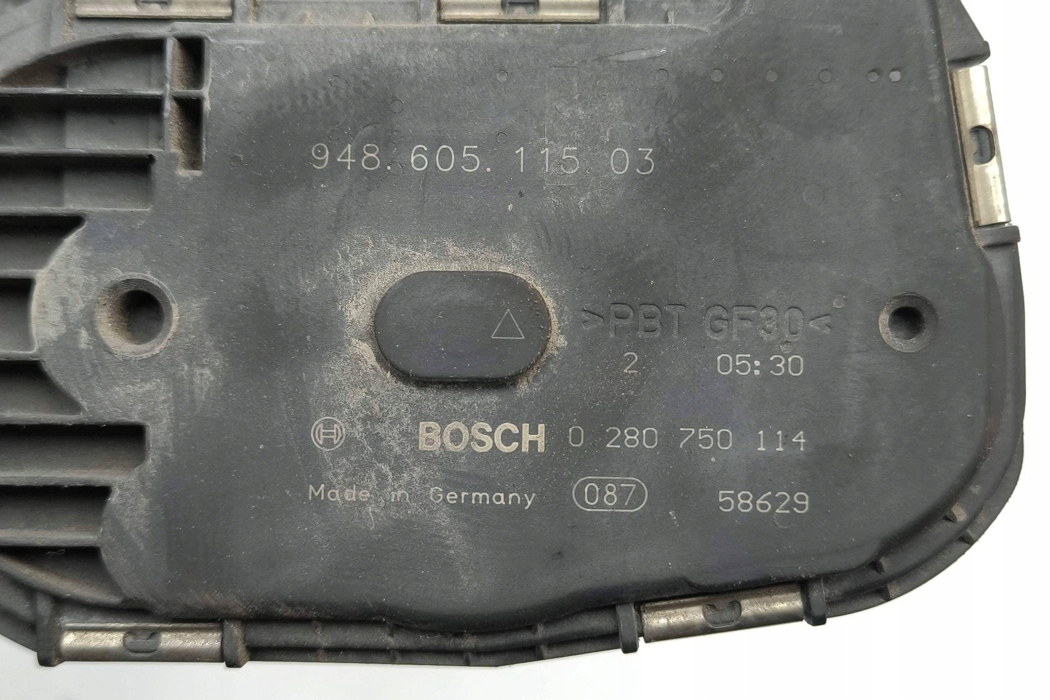 948.605.115 03
>PBT GF30<
2 05:30
BOSCH 0 280 750 114
Made in Germany 087 58629